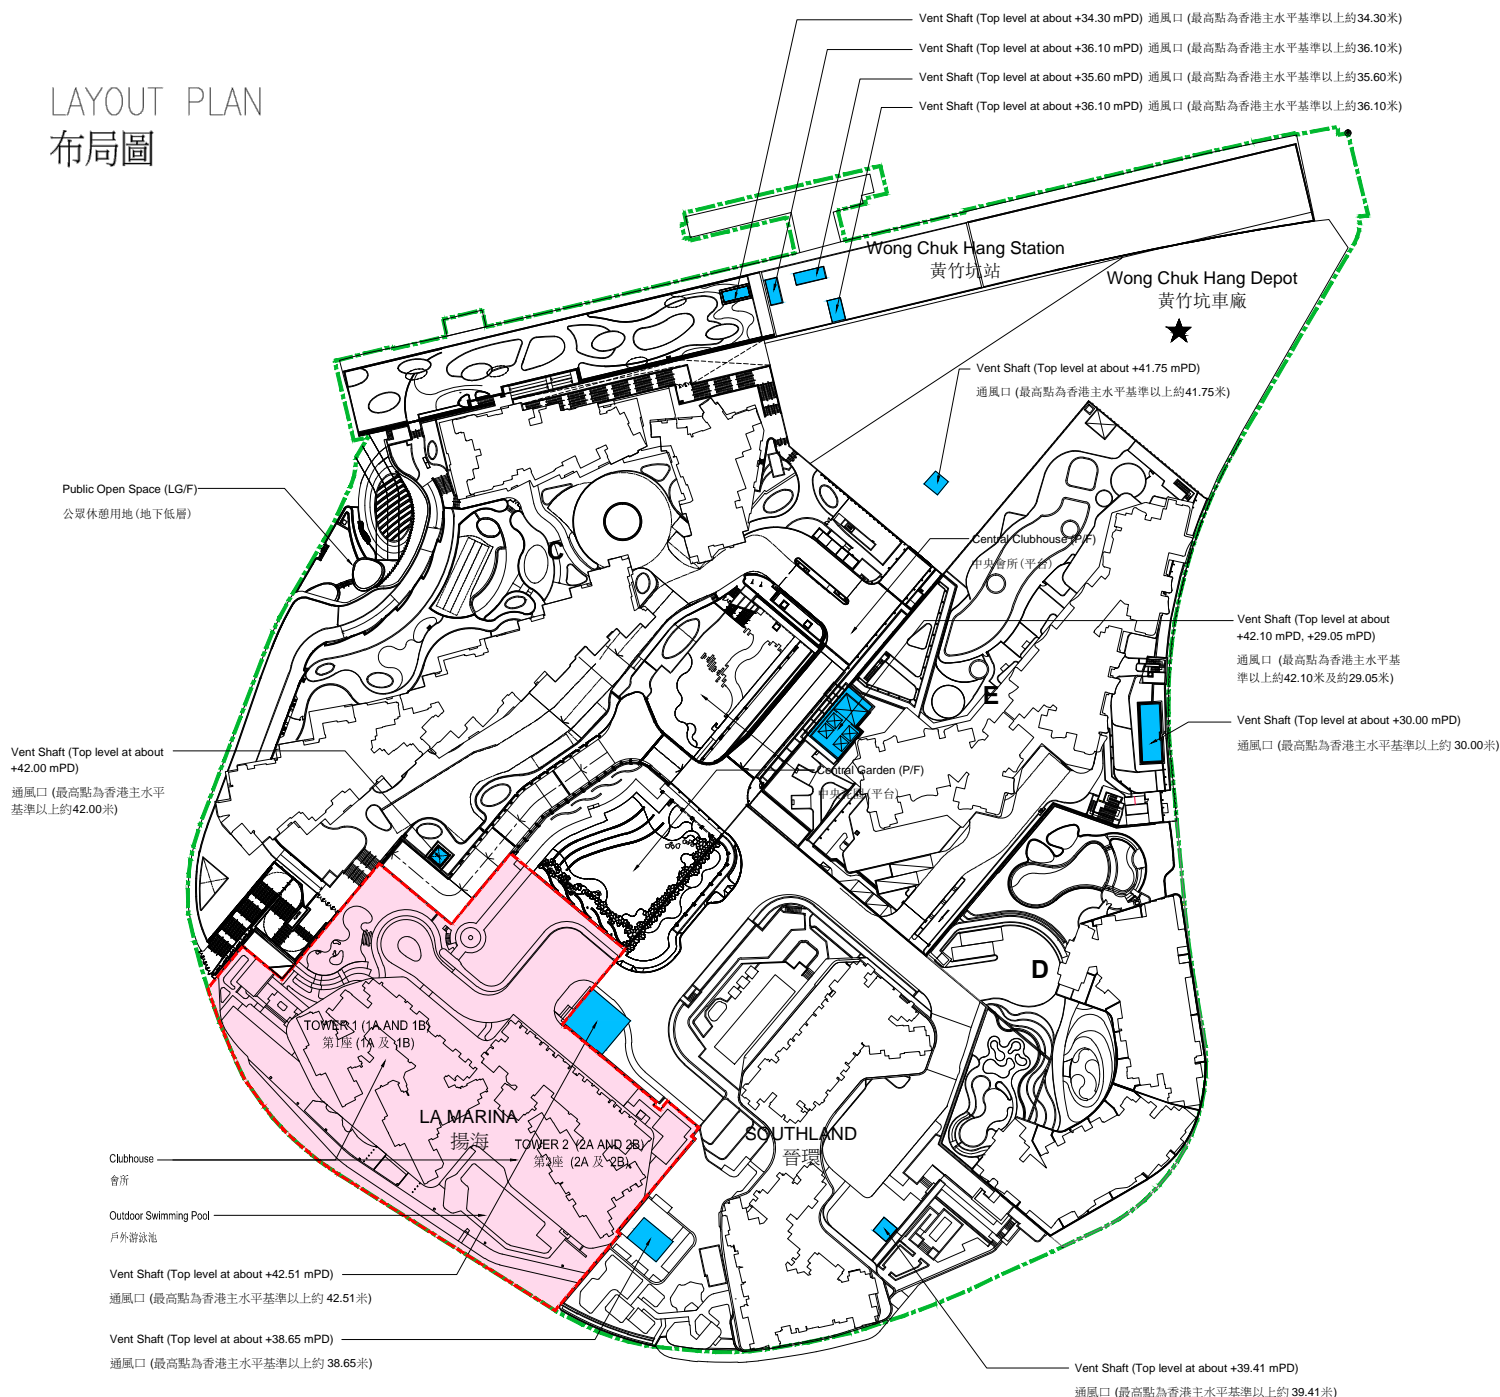 LAYOUT PLAN
布局圖
Vent Shaft (Top level at about +34.30 mPD) 通風口 (最高點為香港主水平基準以上約34.30米)
Vent Shaft (Top level at about +36.10 mPD) 通風口 (最高點為香港主水平基準以上約36.10米)
Vent Shaft (Top level at about +35.60 mPD) 通風口 (最高點為香港主水平基準以上約35.60米)
Vent Shaft (Top level at about +36.10 mPD) 通風口 (最高點為香港主水平基準以上約36.10米)
Wong Chuk Hang Station
黃竹坑站
Wong Chuk Hang Depot
黃竹坑車廠
Vent Shaft (Top level at about +41.75 mPD)
通風口 (最高點為香港主水平基準以上約41.75米)
Public Open Space (LG/F)
公眾休憩用地 (地下低層)
C
Central Clubhouse (P/F)
中央會所 (平台)
Vent Shaft (Top level at about
+42.10 mPD, +29.05 mPD)
通風口 (最高點為香港主水平基
準以上約42.10米及約29.05米)
E
Vent Shaft (Top level at about +30.00 mPD)
通風口 (最高點為香港主水平基準以上約 30.00米)
Vent Shaft (Top level at about
+42.00 mPD)
通風口 (最高點為香港主水平
基準以上約42.00米)
Central Garden (P/F)
中央花園 (平台)
D
TOWER 1 (1A AND 1B)
第1座 (1A 及 1B)
LA MARINA
揚海
TOWER 2 (2A AND 2B)
第2座 (2A 及 2B)
SOUTHLAND
晉環
Clubhouse
會所
Outdoor Swimming Pool
戶外游泳池
Vent Shaft (Top level at about +42.51 mPD)
通風口 (最高點為香港主水平基準以上約 42.51米)
Vent Shaft (Top level at about +38.65 mPD)
通風口 (最高點為香港主水平基準以上約 38.65米)
Vent Shaft (Top level at about +39.41 mPD)
通風口 (最高點為香港主水平基準以上約 39.41米)